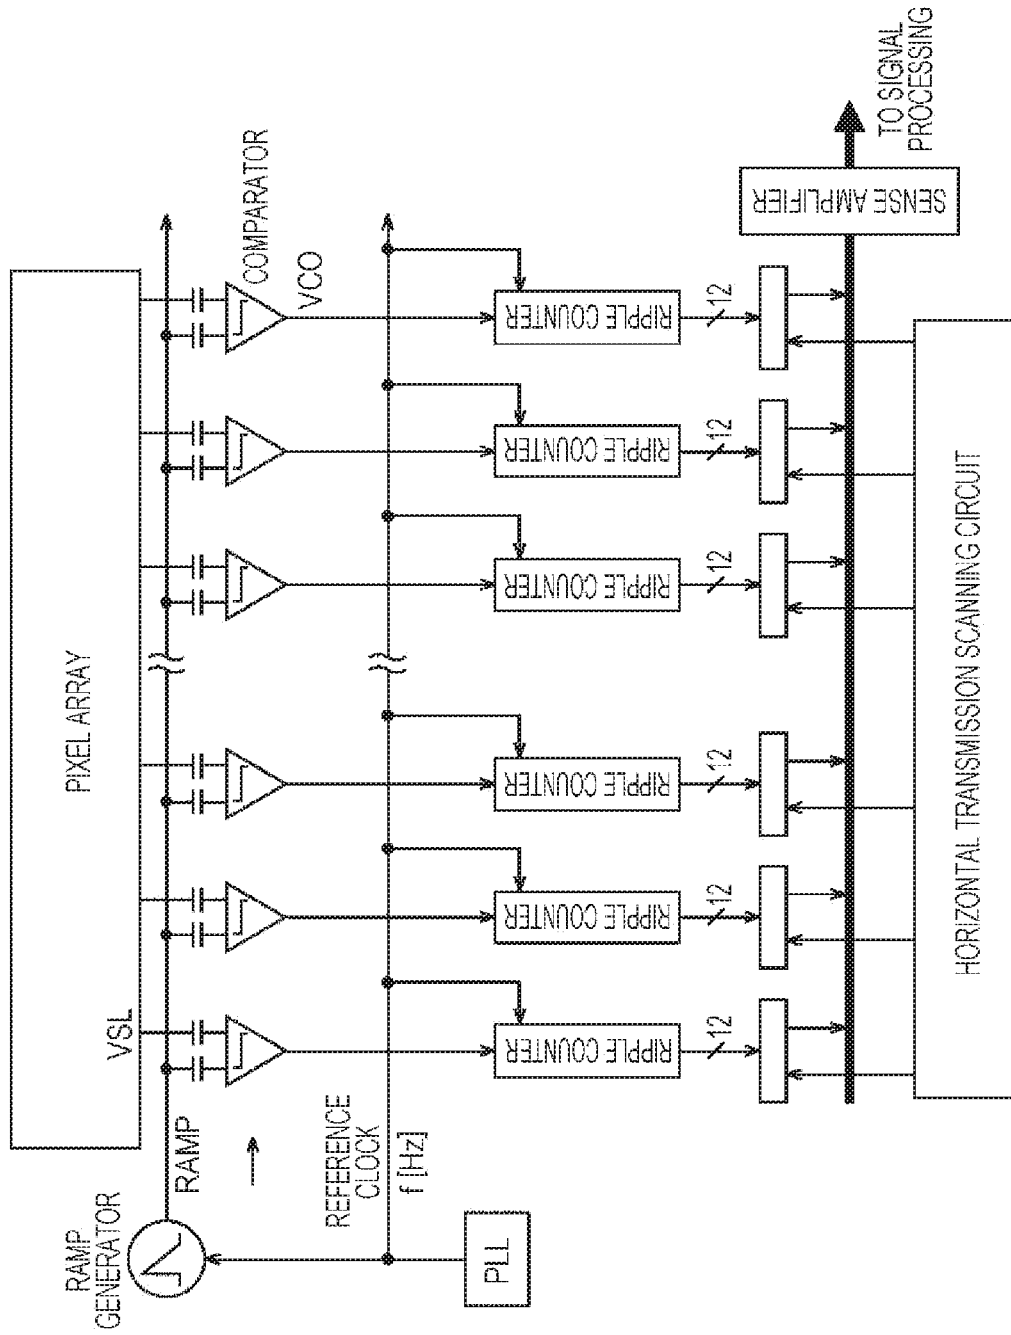 RAMP
GENERATOR
RAMP
VSL
PIXEL ARRAY
COMPARATOR
VCO
REFERENCE
CLOCK
f [Hz]
PLL
RIPPLE COUNTER
RIPPLE COUNTER
RIPPLE COUNTER
RIPPLE COUNTER
RIPPLE COUNTER
RIPPLE COUNTER
12
12
12
12
12
12
SENSE AMPLIFIER
TO SIGNAL
PROCESSING
HORIZONTAL TRANSMISSION SCANNING CIRCUIT